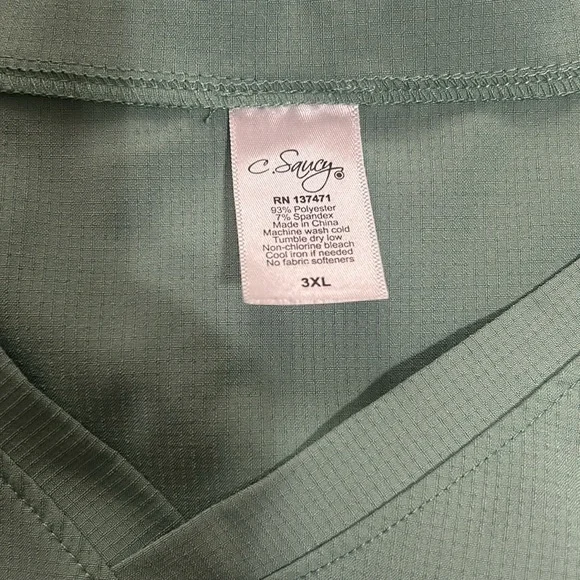 C. Saucy
RN 137471
93% Polyester
7% Spandex
Made in China
Machine wash cold
Tumble dry low
Non-chlorine bleach
Cool iron if needed
No fabric softeners
3XL